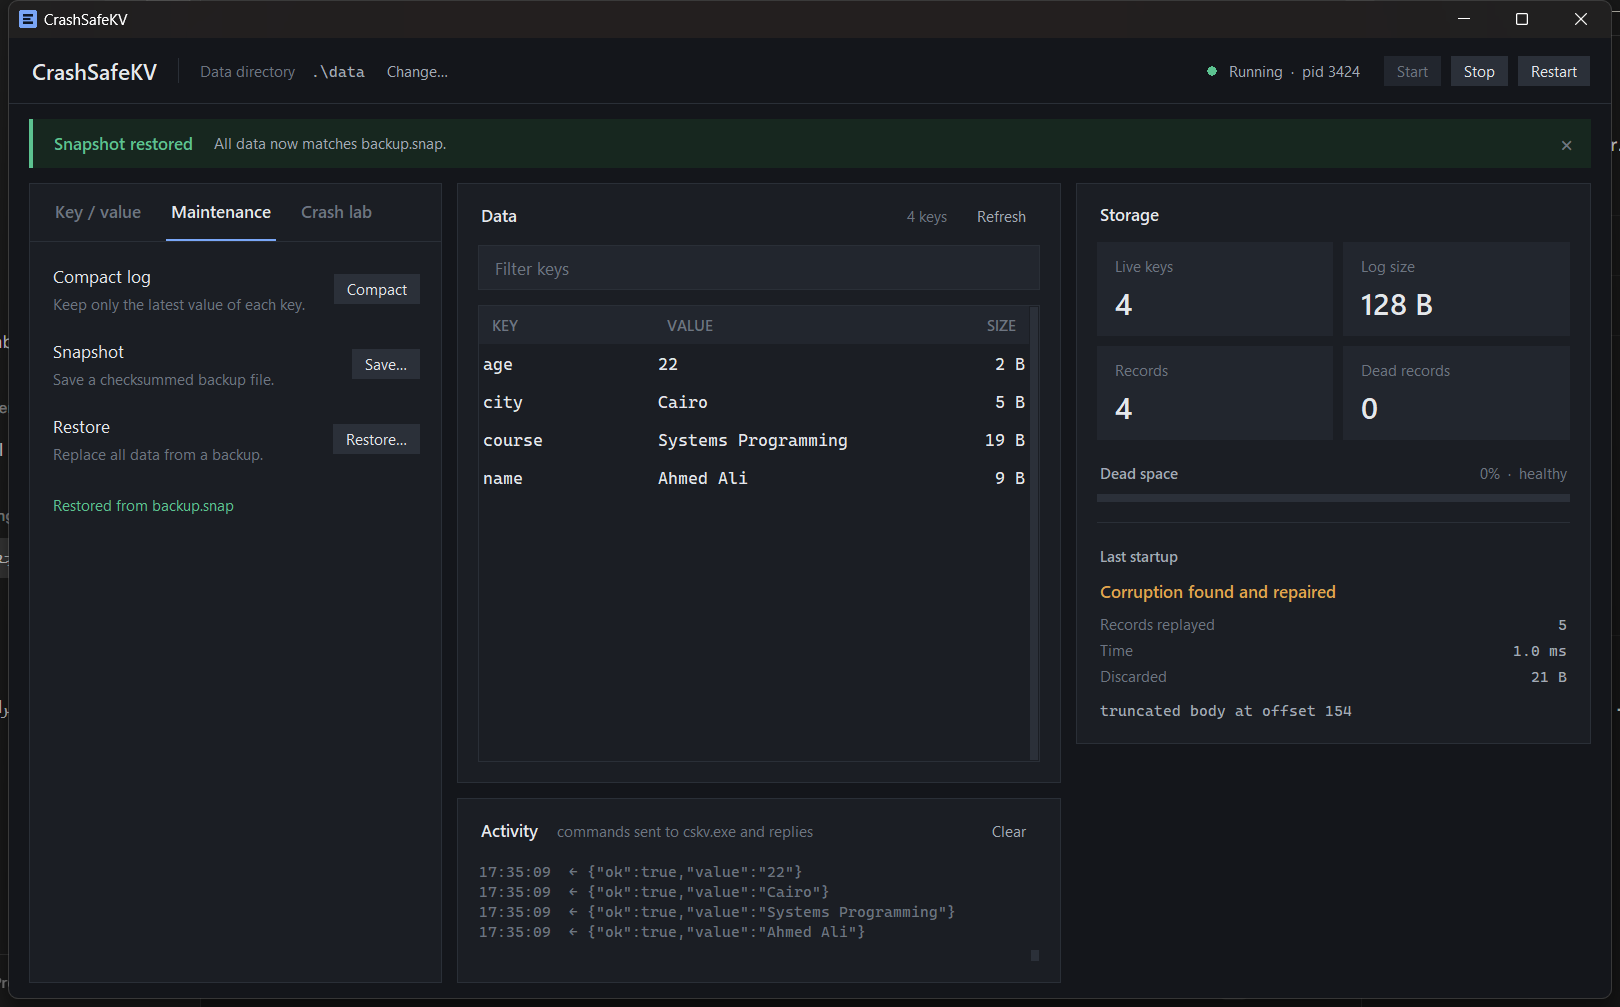 CrashSafeKV
CrashSafeKV Data directory .\data Change... Running · pid 3424 Start Stop Restart
Snapshot restored All data now matches backup.snap.
Key / value Maintenance Crash lab
Compact log
Keep only the latest value of each key.
Compact
Snapshot
Save a checksummed backup file.
Save...
Restore
Replace all data from a backup.
Restore...
Restored from backup.snap
Data 4 keys Refresh
Filter keys
KEY VALUE SIZE
age 22 2 B
city Cairo 5 B
course Systems Programming 19 B
name Ahmed Ali 9 B
Activity commands sent to cskv.exe and replies Clear
17:35:09 ← {"ok":true,"value":"22"}
17:35:09 ← {"ok":true,"value":"Cairo"}
17:35:09 ← {"ok":true,"value":"Systems Programming"}
17:35:09 ← {"ok":true,"value":"Ahmed Ali"}
Storage
Live keys
4
Log size
128 B
Records
4
Dead records
0
Dead space 0% · healthy
Last startup
Corruption found and repaired
Records replayed 5
Time 1.0 ms
Discarded 21 B
truncated body at offset 154